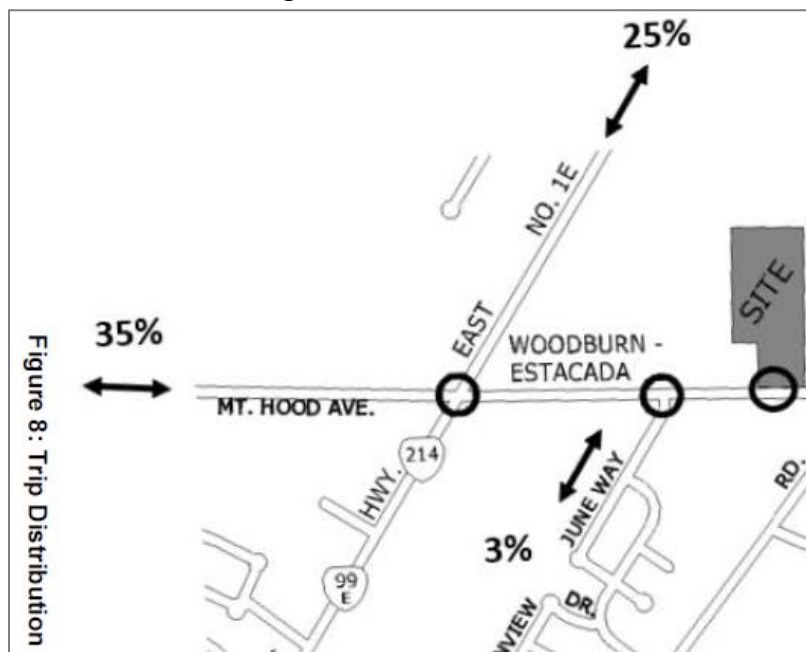 25%
NO. 1E
EAST
SITE
35%
WOODBURN -
ESTACADA
MT. HOOD AVE.
214
HWY.
JUNE WAY
RD.
3%
99
E
DR.
Figure 8: Trip Distribution